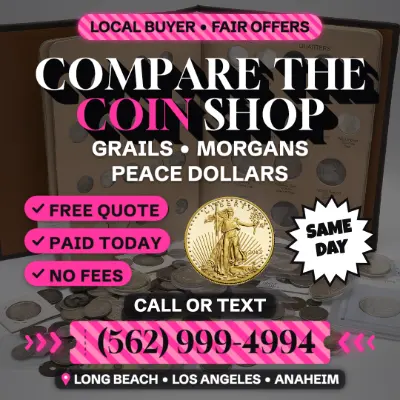 LOCAL BUYER • FAIR OFFERS
COMPARE THE
COIN SHOP
GRAILS • MORGANS
PEACE DOLLARS
FREE QUOTE
PAID TODAY
NO FEES
LIBERTY
SAME
DAY
CALL OR TEXT
(562) 999-4994
LONG BEACH • LOS ANGELES • ANAHEIM